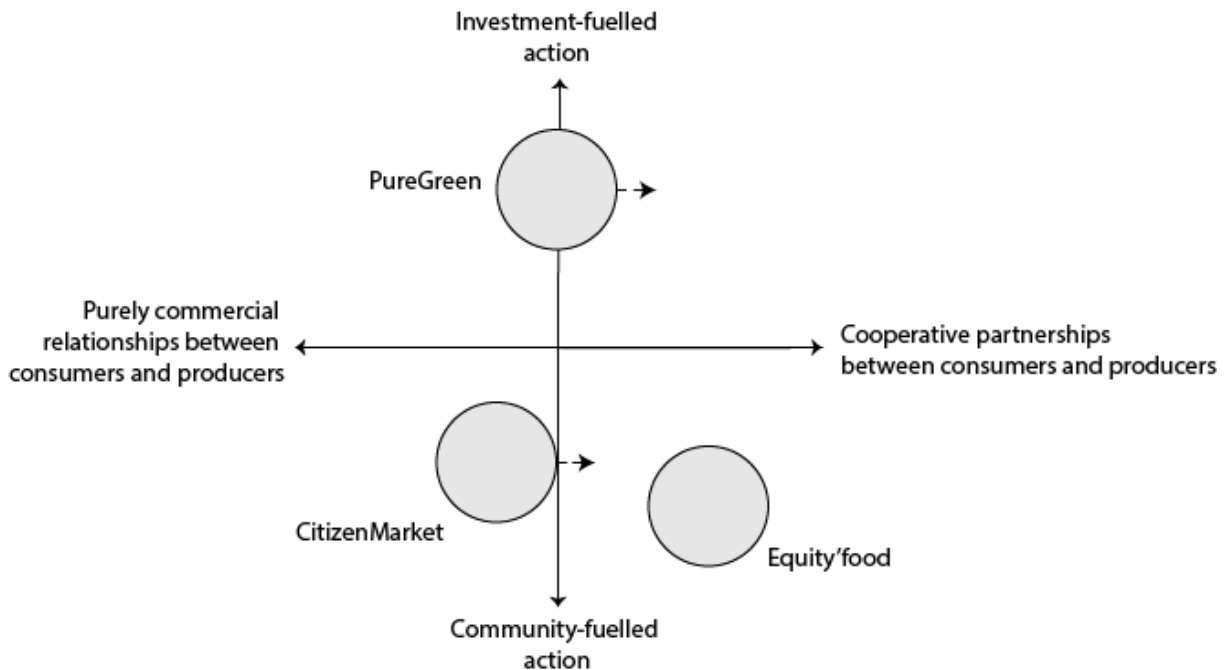 Investment-fuelled
action
PureGreen
Purely commercial
relationships between
consumers and producers
Cooperative partnerships
between consumers and producers
CitizenMarket
Equity'food
Community-fuelled
action